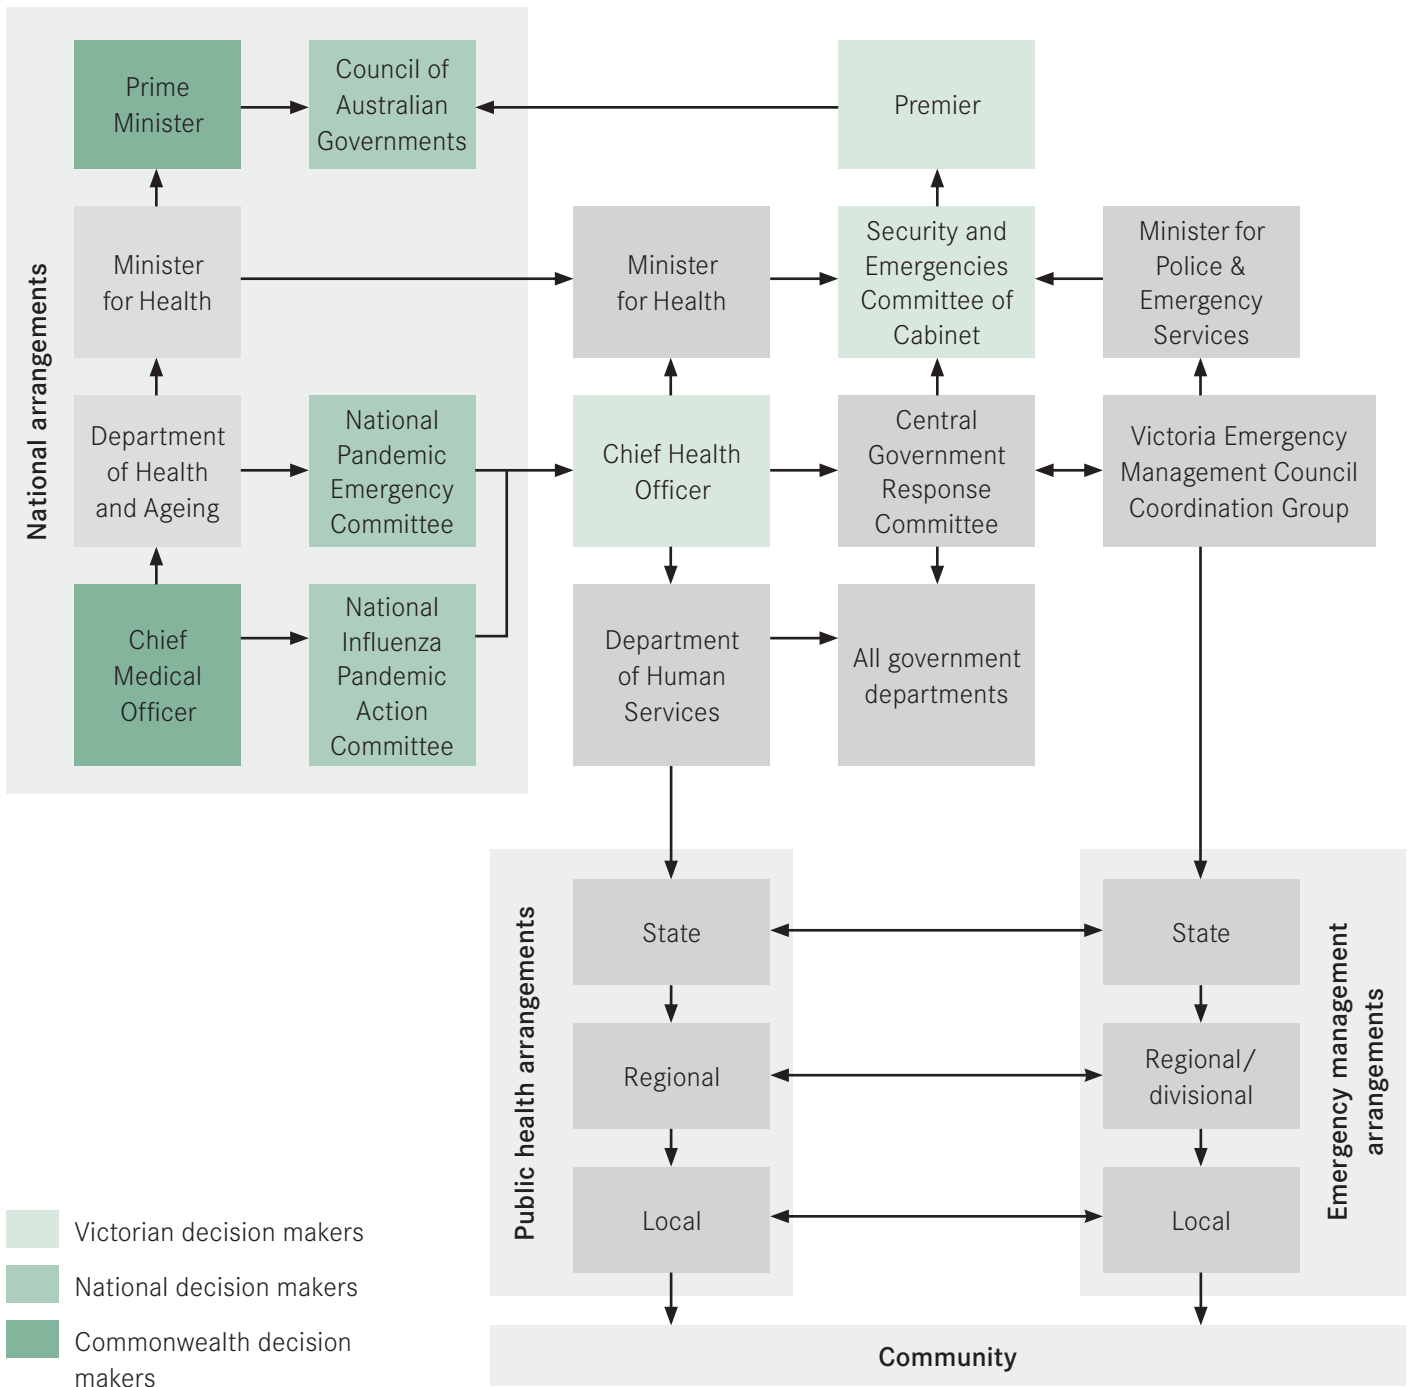 Prime
Minister
Council of
Australian
Governments
Premier
Minister
for Health
Minister
for Health
Security and
Emergencies
Committee of
Cabinet
Minister for
Police &
Emergency
Services
National arrangements
Department
of Health
and Ageing
National
Pandemic
Emergency
Committee
Chief Health
Officer
Central
Government
Response
Committee
Victoria Emergency
Management Council
Coordination Group
Chief
Medical
Officer
National
Influenza
Pandemic
Action
Committee
Department
of Human
Services
All government
departments
Public health arrangements
State
State
Emergency management
arrangements
Regional
Regional/
divisional
Local
Local
Community
Victorian decision makers
National decision makers
Commonwealth decision
makers